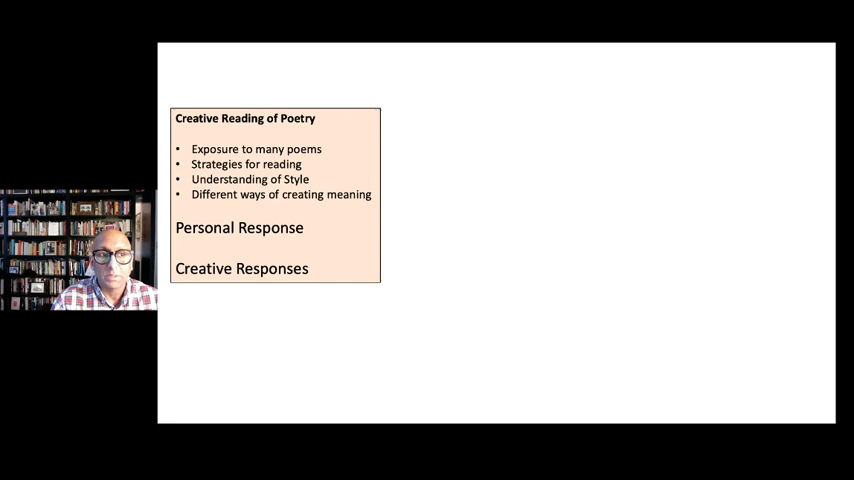 Creative Reading of Poetry
• Exposure to many poems
• Strategies for reading
• Understanding of Style
• Different ways of creating meaning
Personal Response
Creative Responses